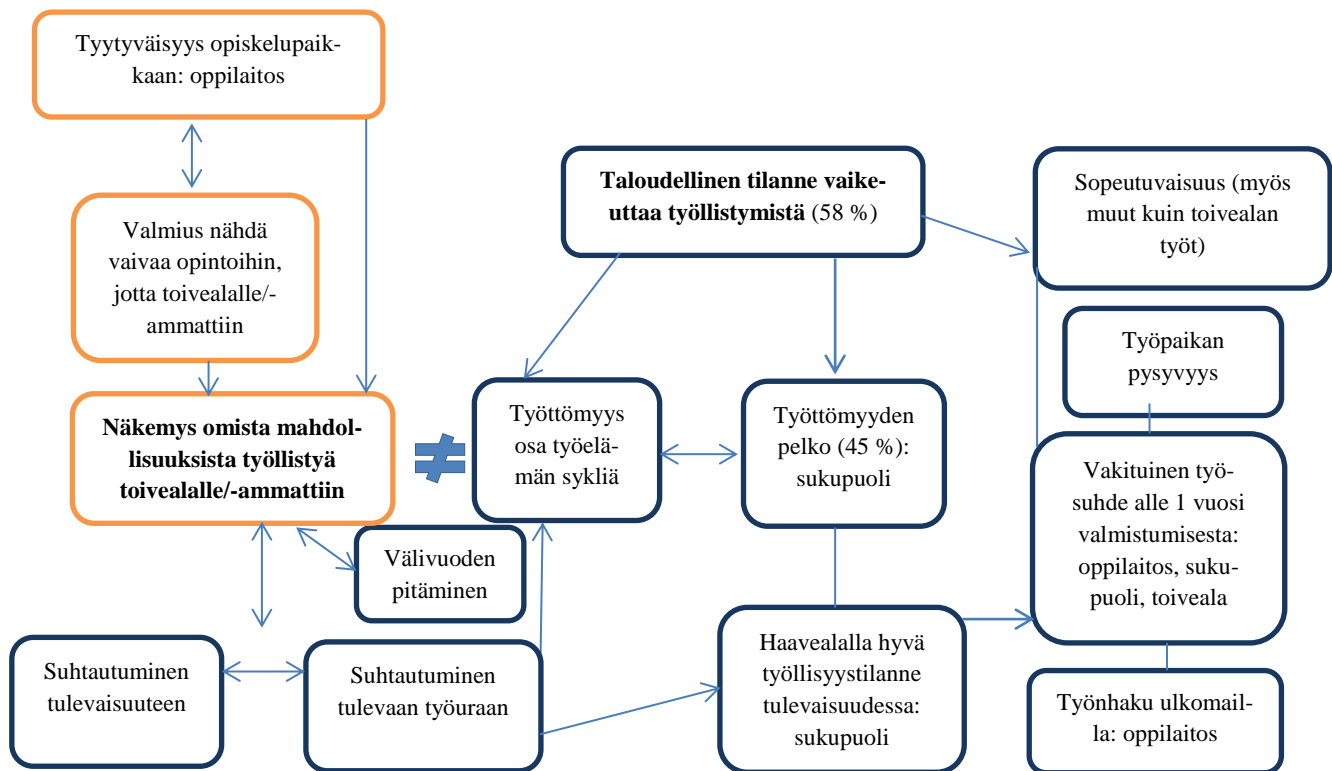 Tyytyväisyys opiskelupaik-
kaan: oppilaitos
Valmius nähdä
vaivaa opintoihin,
jotta toivealalle/-
ammattiin
Näkemys omista mahdol-
lisuuksista työllistyä
toivealalle/-ammattiin
Välivuoden
pitäminen
Suhtautuminen
tulevaisuuteen
Suhtautuminen
tulevaan työuraan
Taloudellinen tilanne vaike-
uttaa työllistymistä (58 %)
≠
Työttömyys
osa työelä-
män sykliä
Työttömyyden
pelko (45 %):
sukupuoli
Haavealalla hyvä
työllisyystilanne
tulevaisuudessa:
sukupuoli
Sopeutuvaisuus (myös
muut kuin toivealan
työt)
Työpaikan
pysyvyys
Vakituinen työ-
suhde alle 1 vuosi
valmistumisesta:
oppilaitos, suku-
puoli, toiveala
Työnhaku ulkomail-
la: oppilaitos